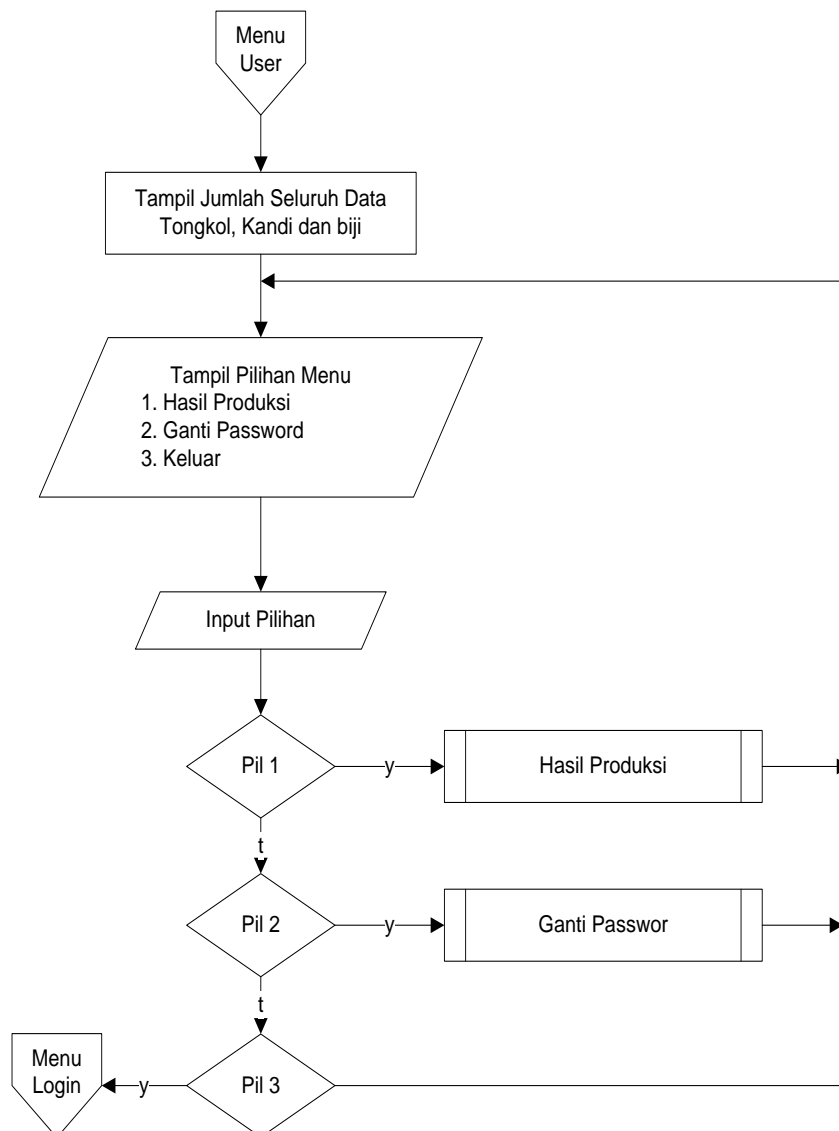 Menu
User
Tampil Jumlah Seluruh Data
Tongkol, Kandi dan biji
Tampil Pilihan Menu
1. Hasil Produksi
2. Ganti Password
3. Keluar
Input Pilihan
Pil 1
y
Hasil Produksi
t
Pil 2
y
Ganti Passwor
t
Menu
Login
y
Pil 3